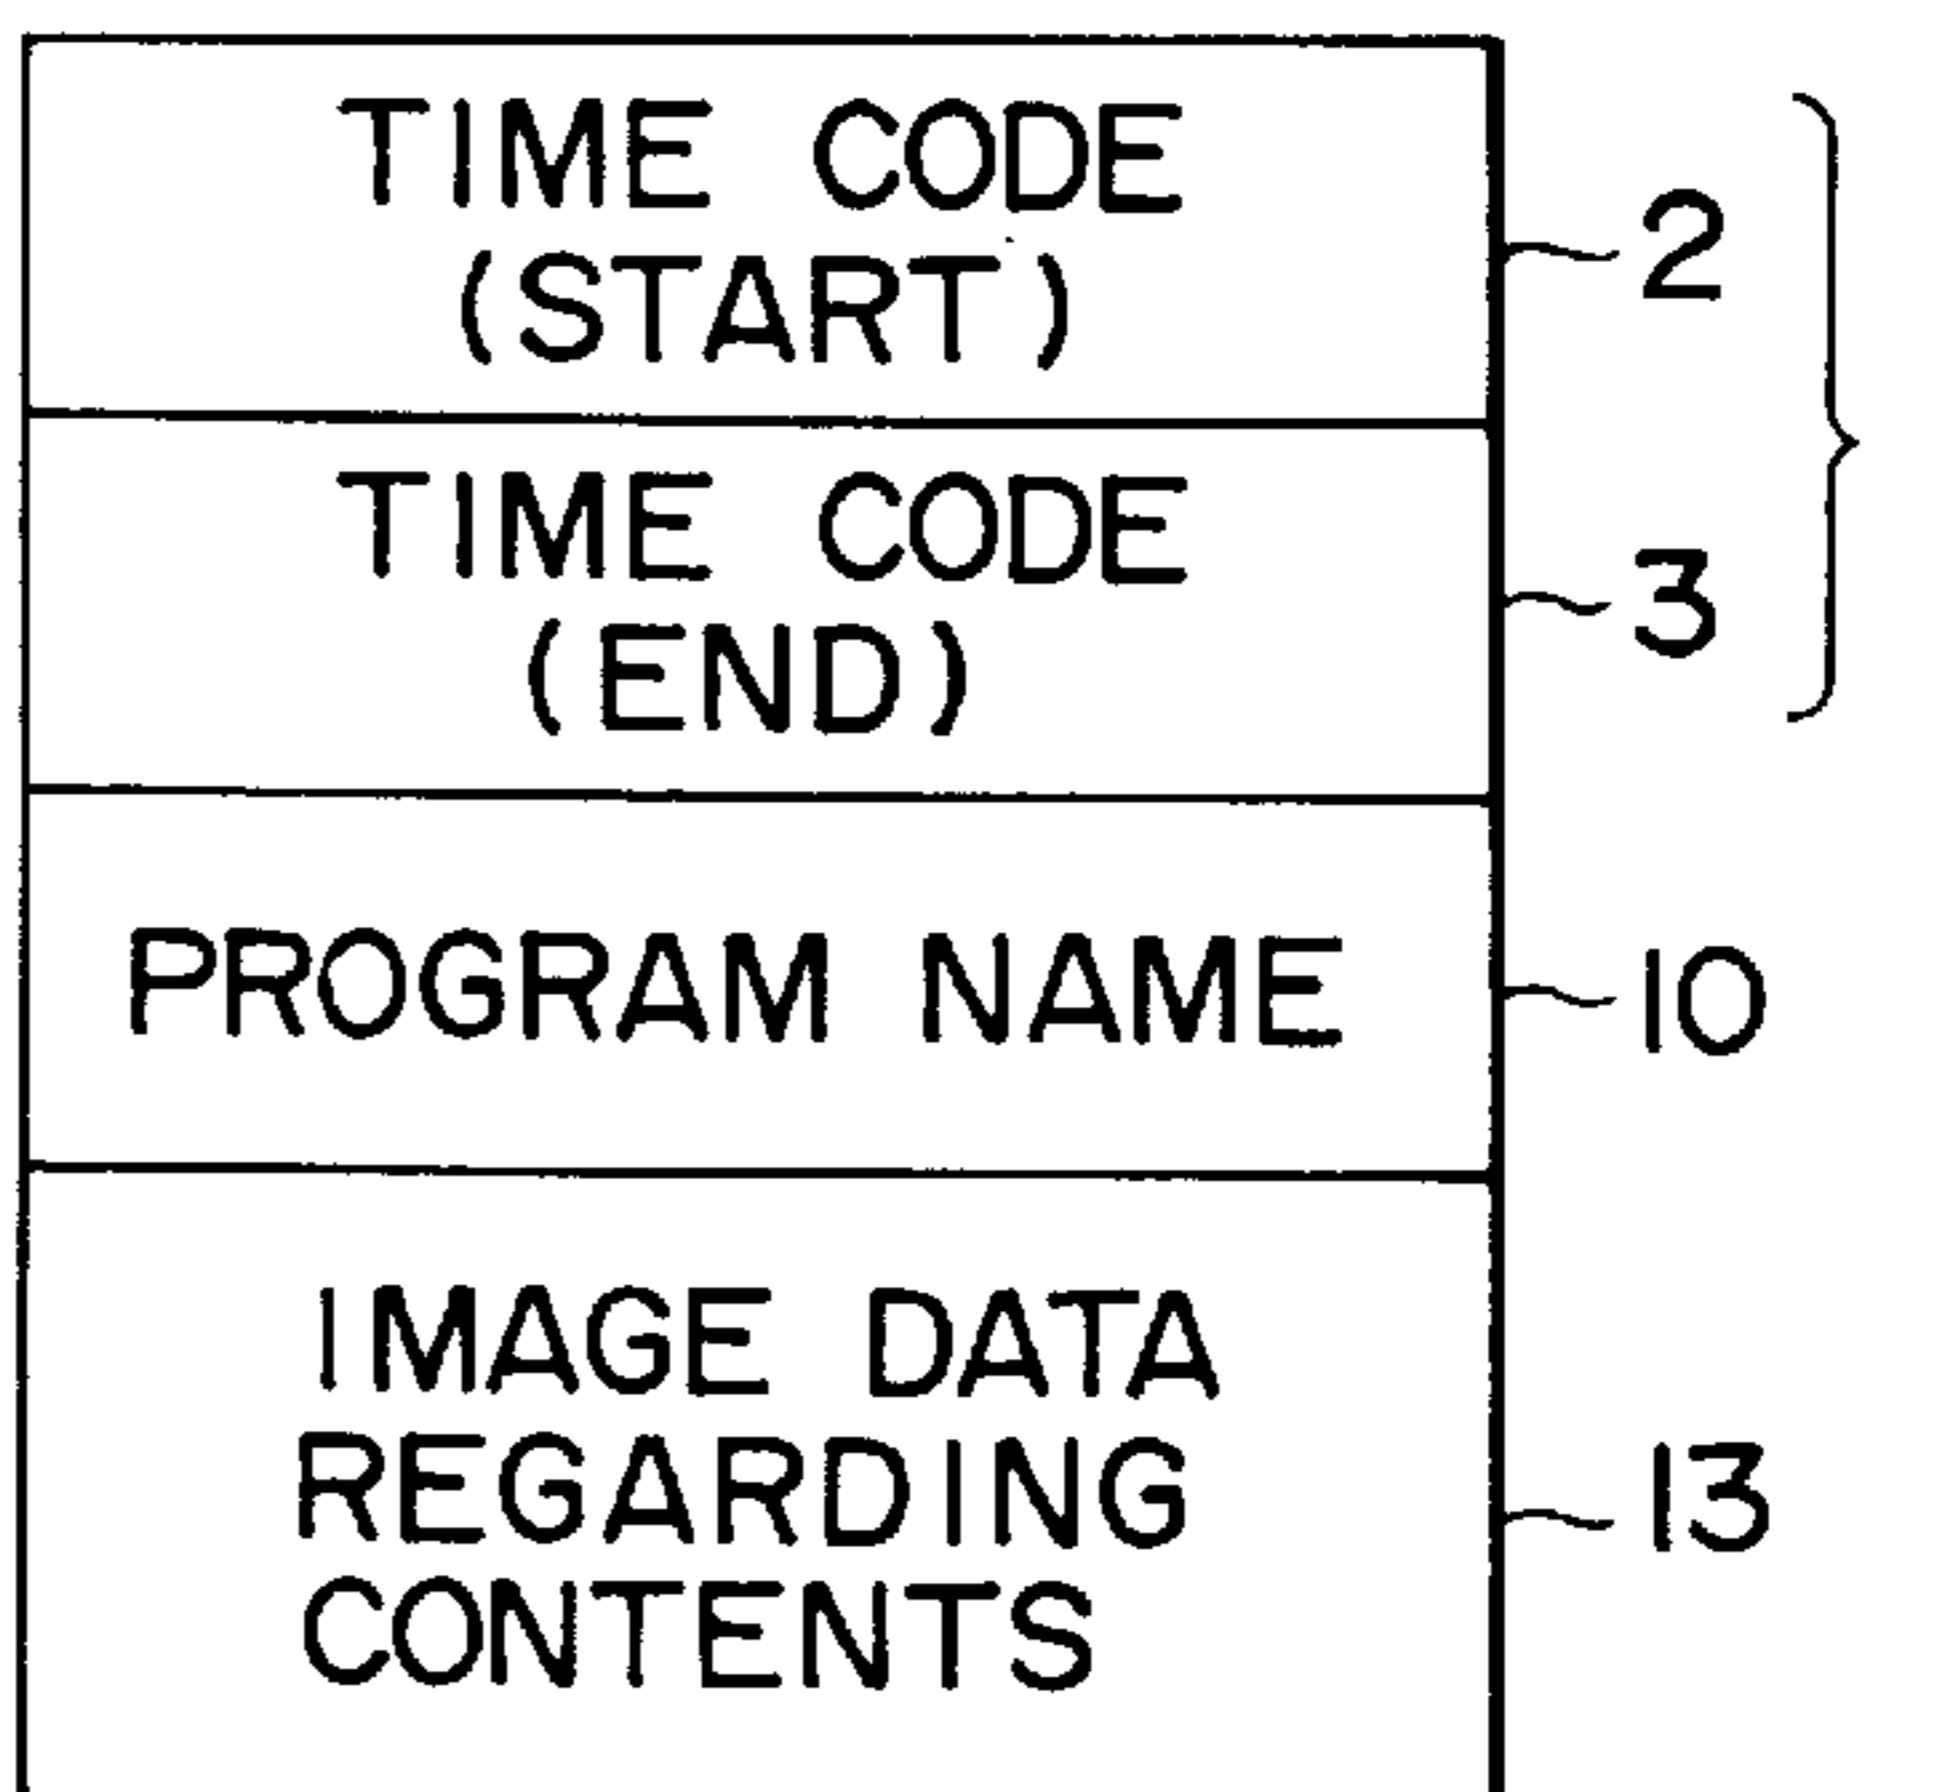 TIME CODE
(START)
2
TIME CODE
(END)
3
PROGRAM NAME
10
IMAGE DATA
REGARDING
CONTENTS
13